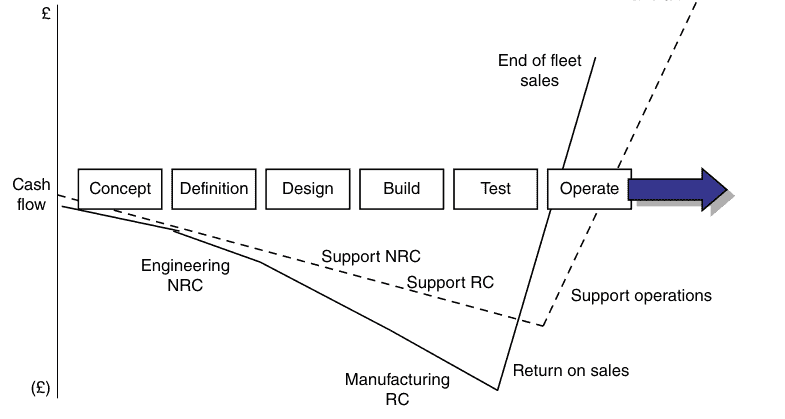 £
End of fleet
sales
Cash
flow
Concept
Definition
Design
Build
Test
Operate
Support NRC
Engineering
NRC
Support RC
Support operations
Return on sales
Manufacturing
RC
(£)